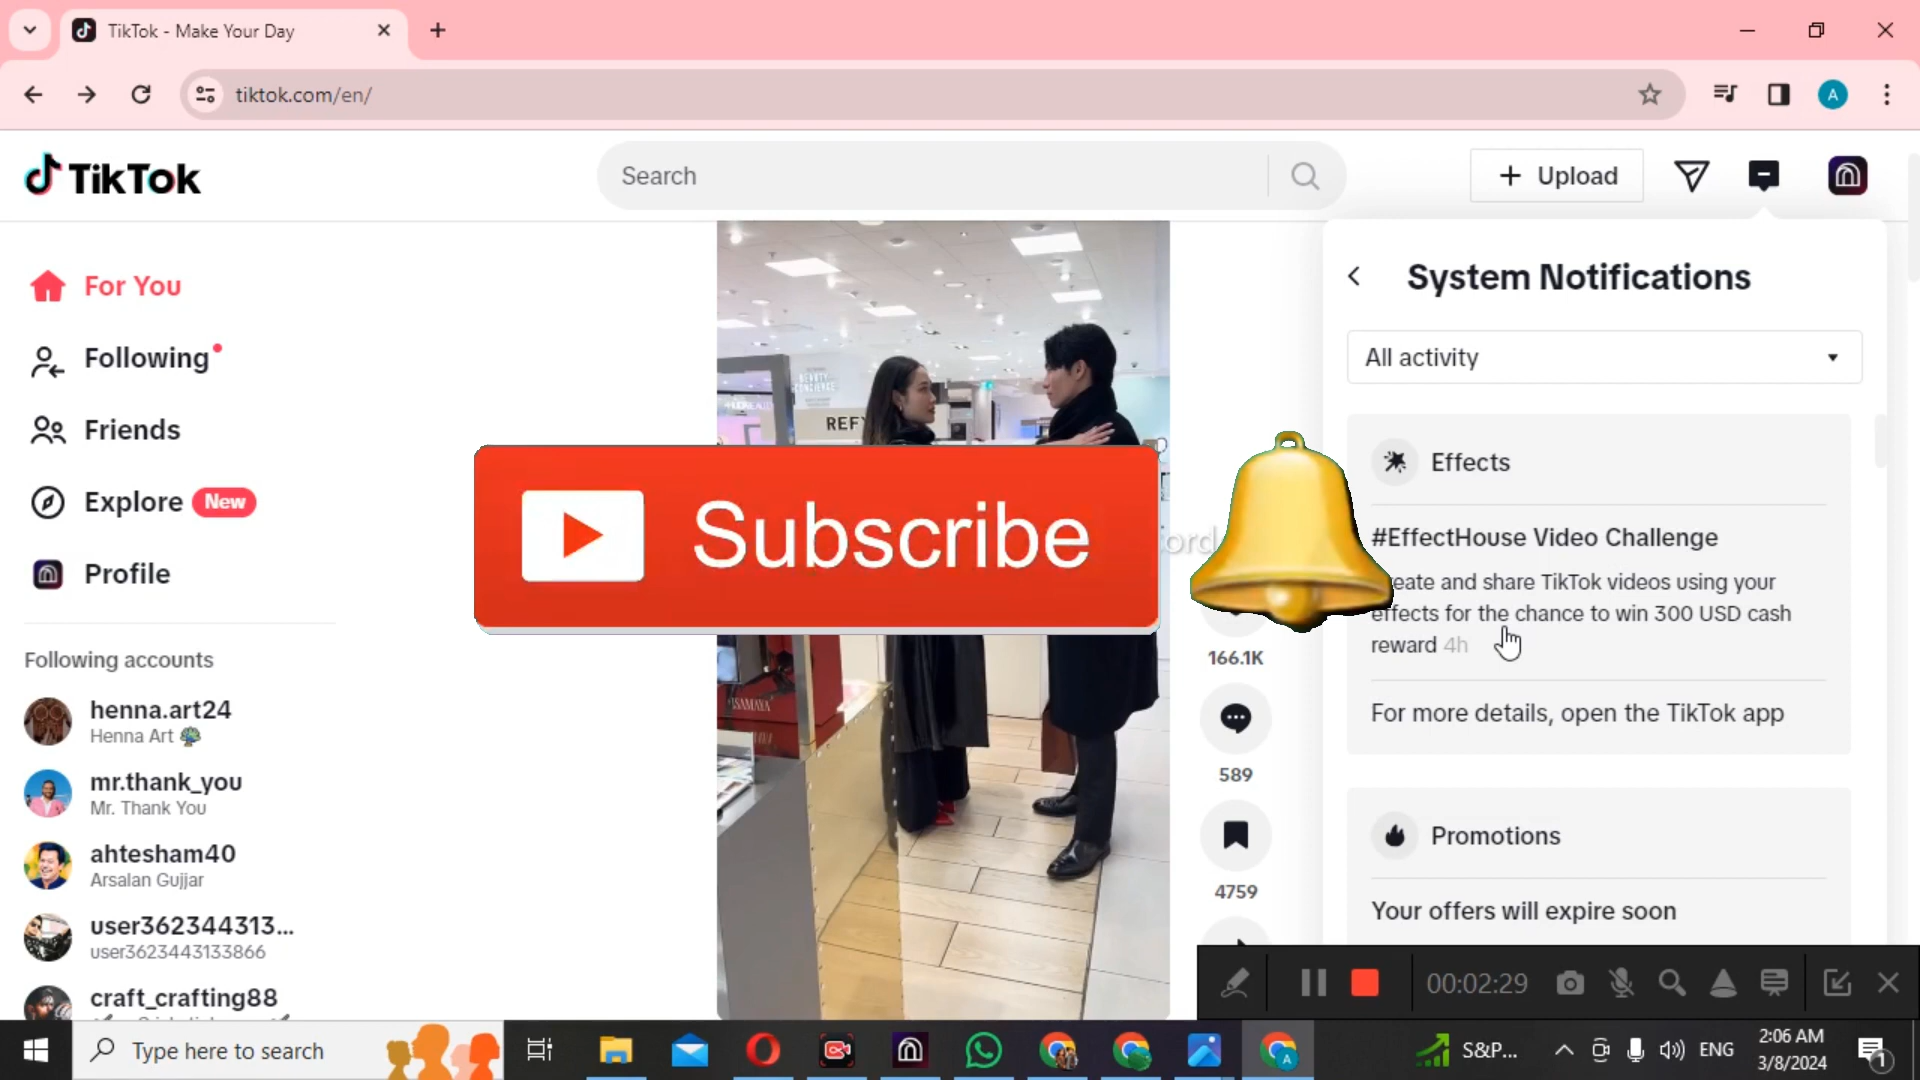 TikTok - Make Your Day
tiktok.com/en/
A
TikTok
Search
Upload
For You
Following
Friends
Explore New
Profile
Following accounts
henna.art24
Henna Art
mr.thank_you
Mr. Thank You
ahtesham40
Arsalan Gujjar
user362344313...
user3623443133866
craft_crafting88
BEAUTY
CONCIERGE
REFY
Subscribe
166.1K
589
4759
System Notifications
All activity
Effects
#EffectHouse Video Challenge
eate and share TikTok videos using your
effects for the chance to win 300 USD cash
reward 4h
For more details, open the TikTok app
Promotions
Your offers will expire soon
00:02:29
Type here to search
A
S&P...
ENG
2:06 AM
3/8/2024
1